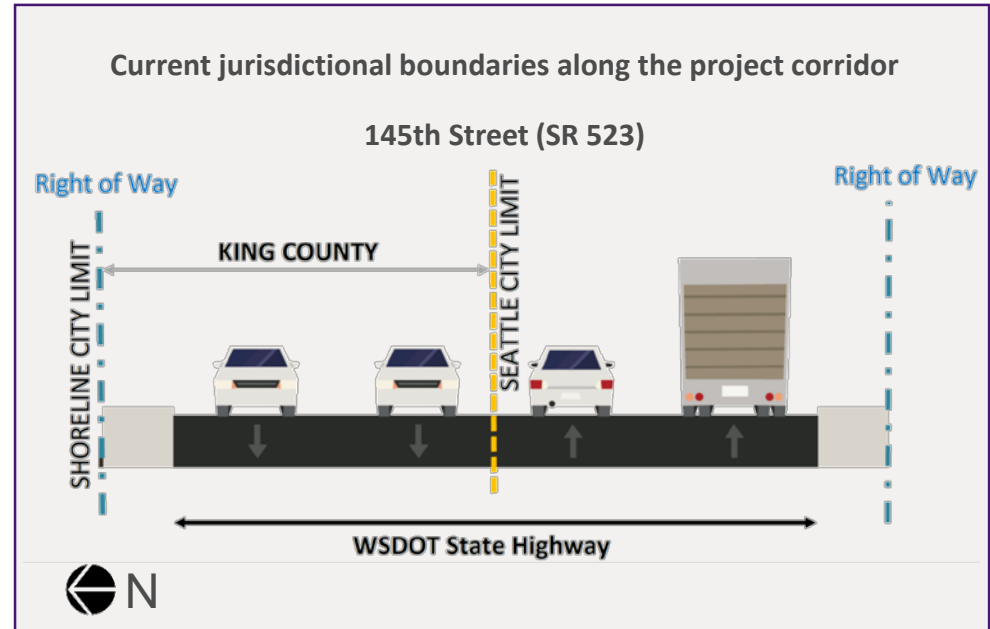 Current jurisdictional boundaries along the project corridor
145th Street (SR 523)
Right of Way
Right of Way
SHORELINE CITY LIMIT
KING COUNTY
SEATTLE CITY LIMIT
WSDOT State Highway
N